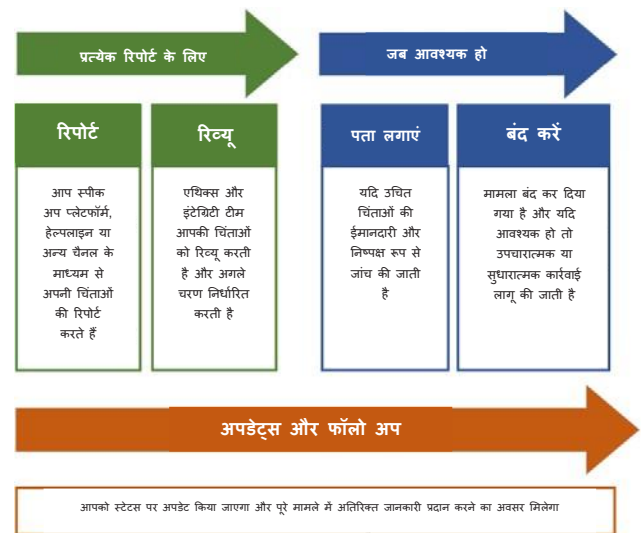 प्रत्येक रिपोर्ट के लिए
जब आवश्यक हो
रिपोर्ट
आप स्पीक
अप प्लेटफॉर्म,
हेल्पलाइन या
अन्य चैनल के
माध्यम से
अपनी चिंताओं
की रिपोर्ट
करते हैं
रिव्यू
एथिक्स और
इंटेग्रिटी टीम
आपकी चिंताओं
को रिव्यू करती
है और अगले
चरण निर्धारित
करती है
पता लगाएं
यदि उचित
चिंताओं की
ईमानदारी और
निष्पक्ष रूप से
जांच की जाती
है
बंद करें
मामला बंद कर दिया
गया है और यदि
आवश्यक हो तो
उपचारात्मक या
सुधारात्मक कार्रवाई
लागू की जाती है
अपडेट्स और फॉलो अप
आपको स्टेटस पर अपडेट किया जाएगा और पूरे मामले में अतिरिक्त जानकारी प्रदान करने का अवसर मिलेगा